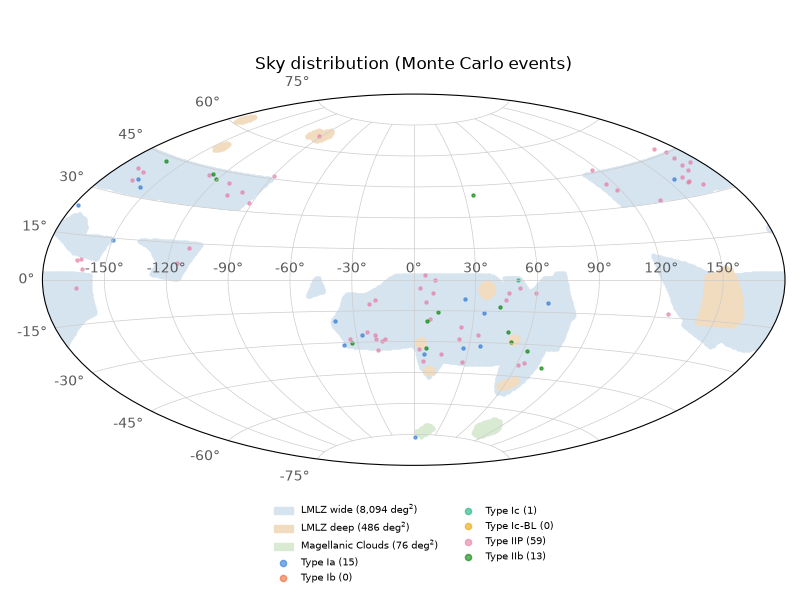 Sky distribution (Monte Carlo events)
75°
60°
45°
30°
15°
0°
-150° -120° -90° -60° -30° 0° 30° 60° 90° 120° 150°
-15°
-30°
-45°
-60°
-75°
LMLZ wide (8,094 deg²)
LMLZ deep (486 deg²)
Magellanic Clouds (76 deg²)
Type Ia (15)
Type Ib (0)
Type Ic (1)
Type Ic-BL (0)
Type IIP (59)
Type IIb (13)